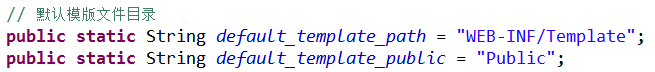 // 默认模版文件目录
public static String default_template_path = "WEB-INF/Template";
public static String default_template_public = "Public";